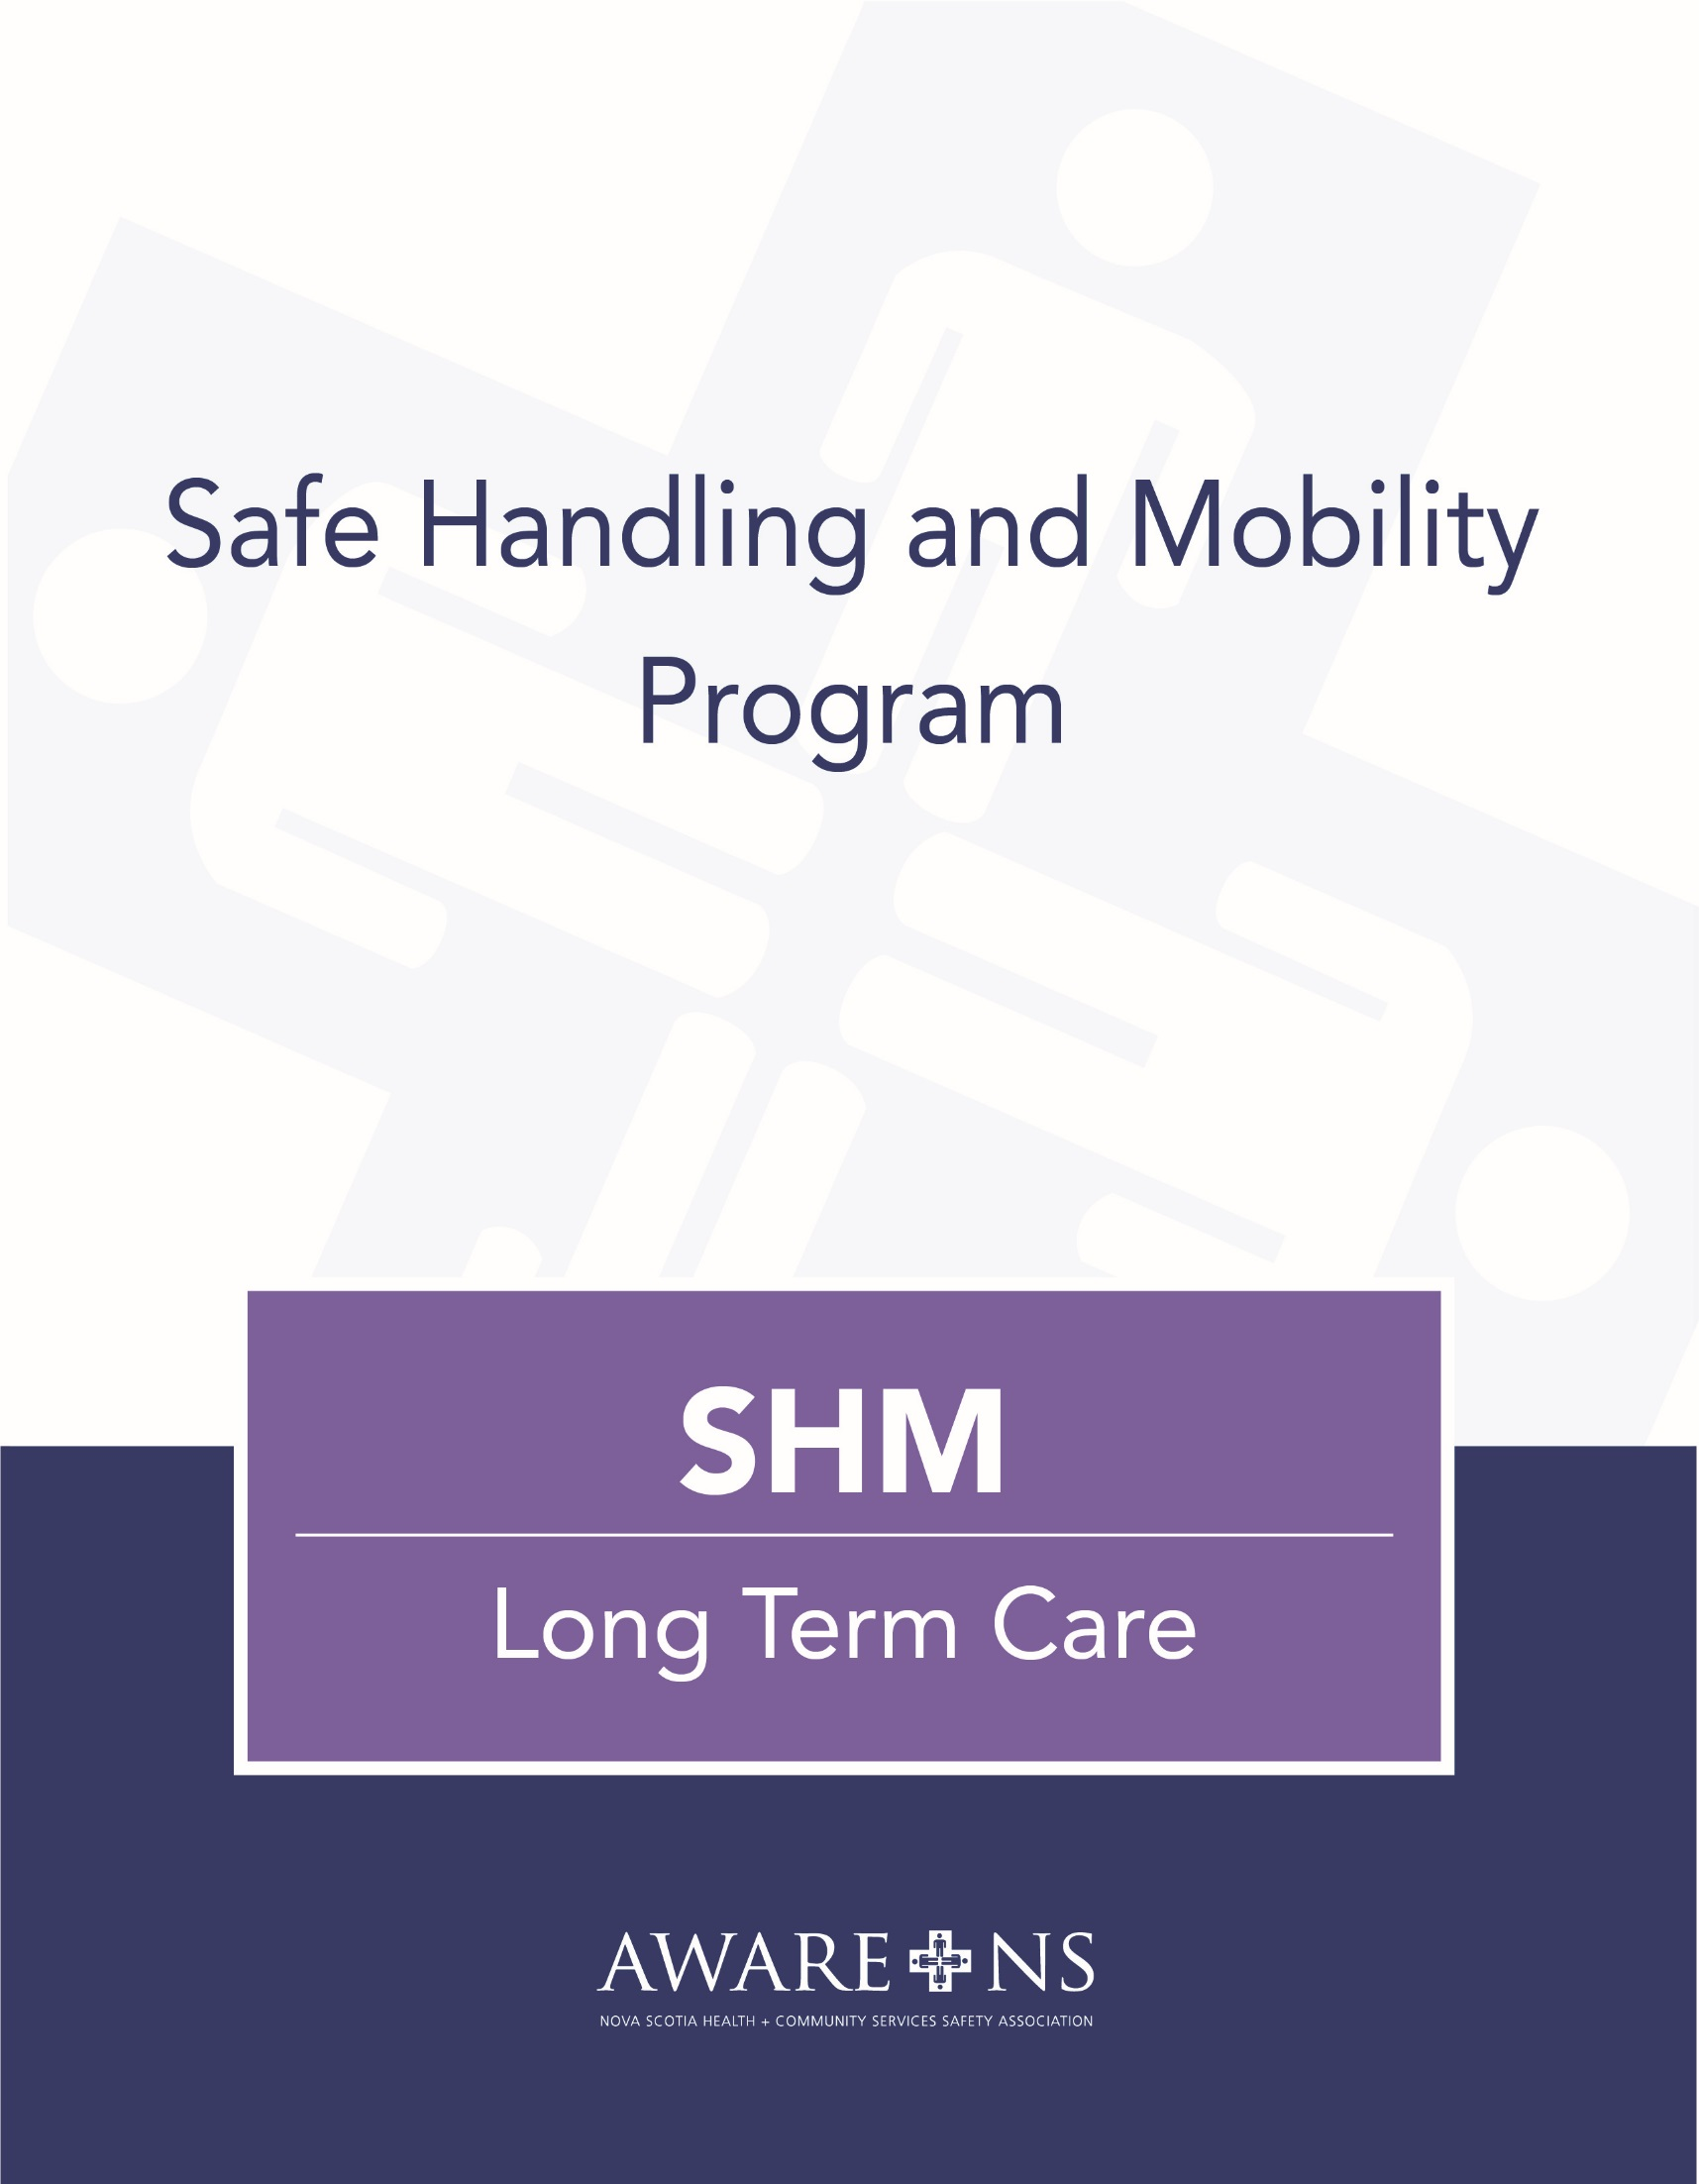 Safe Handling and Mobility
Program
SHM
Long Term Care
AWARE NS
NOVA SCOTIA HEALTH + COMMUNITY SERVICES SAFETY ASSOCIATION